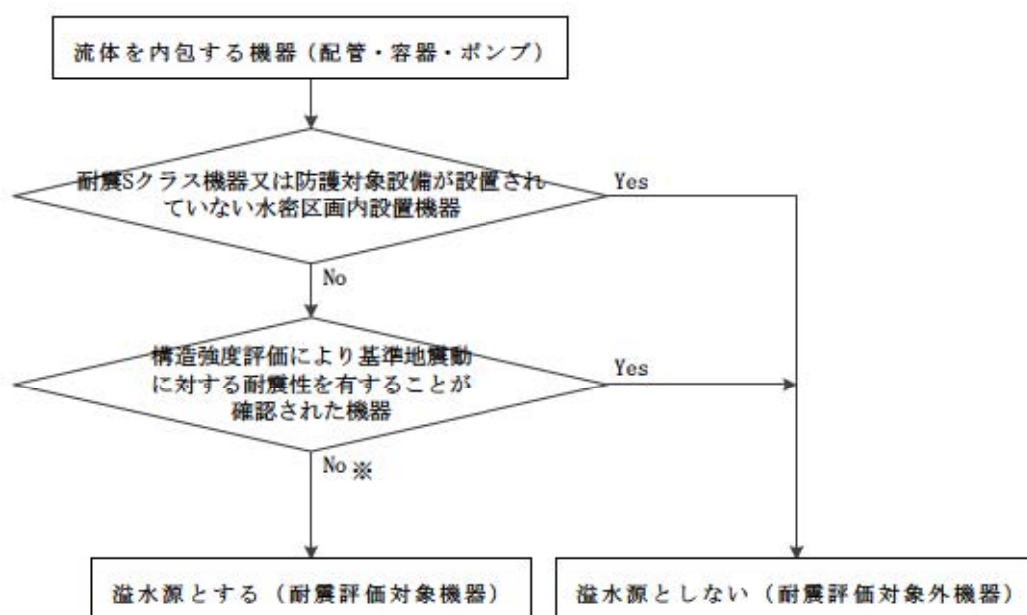 流体を内包する機器（配管・容器・ポンプ）
耐震Sクラス機器又は防護対象設備が設置され
ていない水密区画内設置機器
Yes
No
構造強度評価により基準地震動
に対する耐震性を有することが
確認された機器
Yes
No ※
溢水源とする（耐震評価対象機器）
溢水源としない（耐震評価対象外機器）